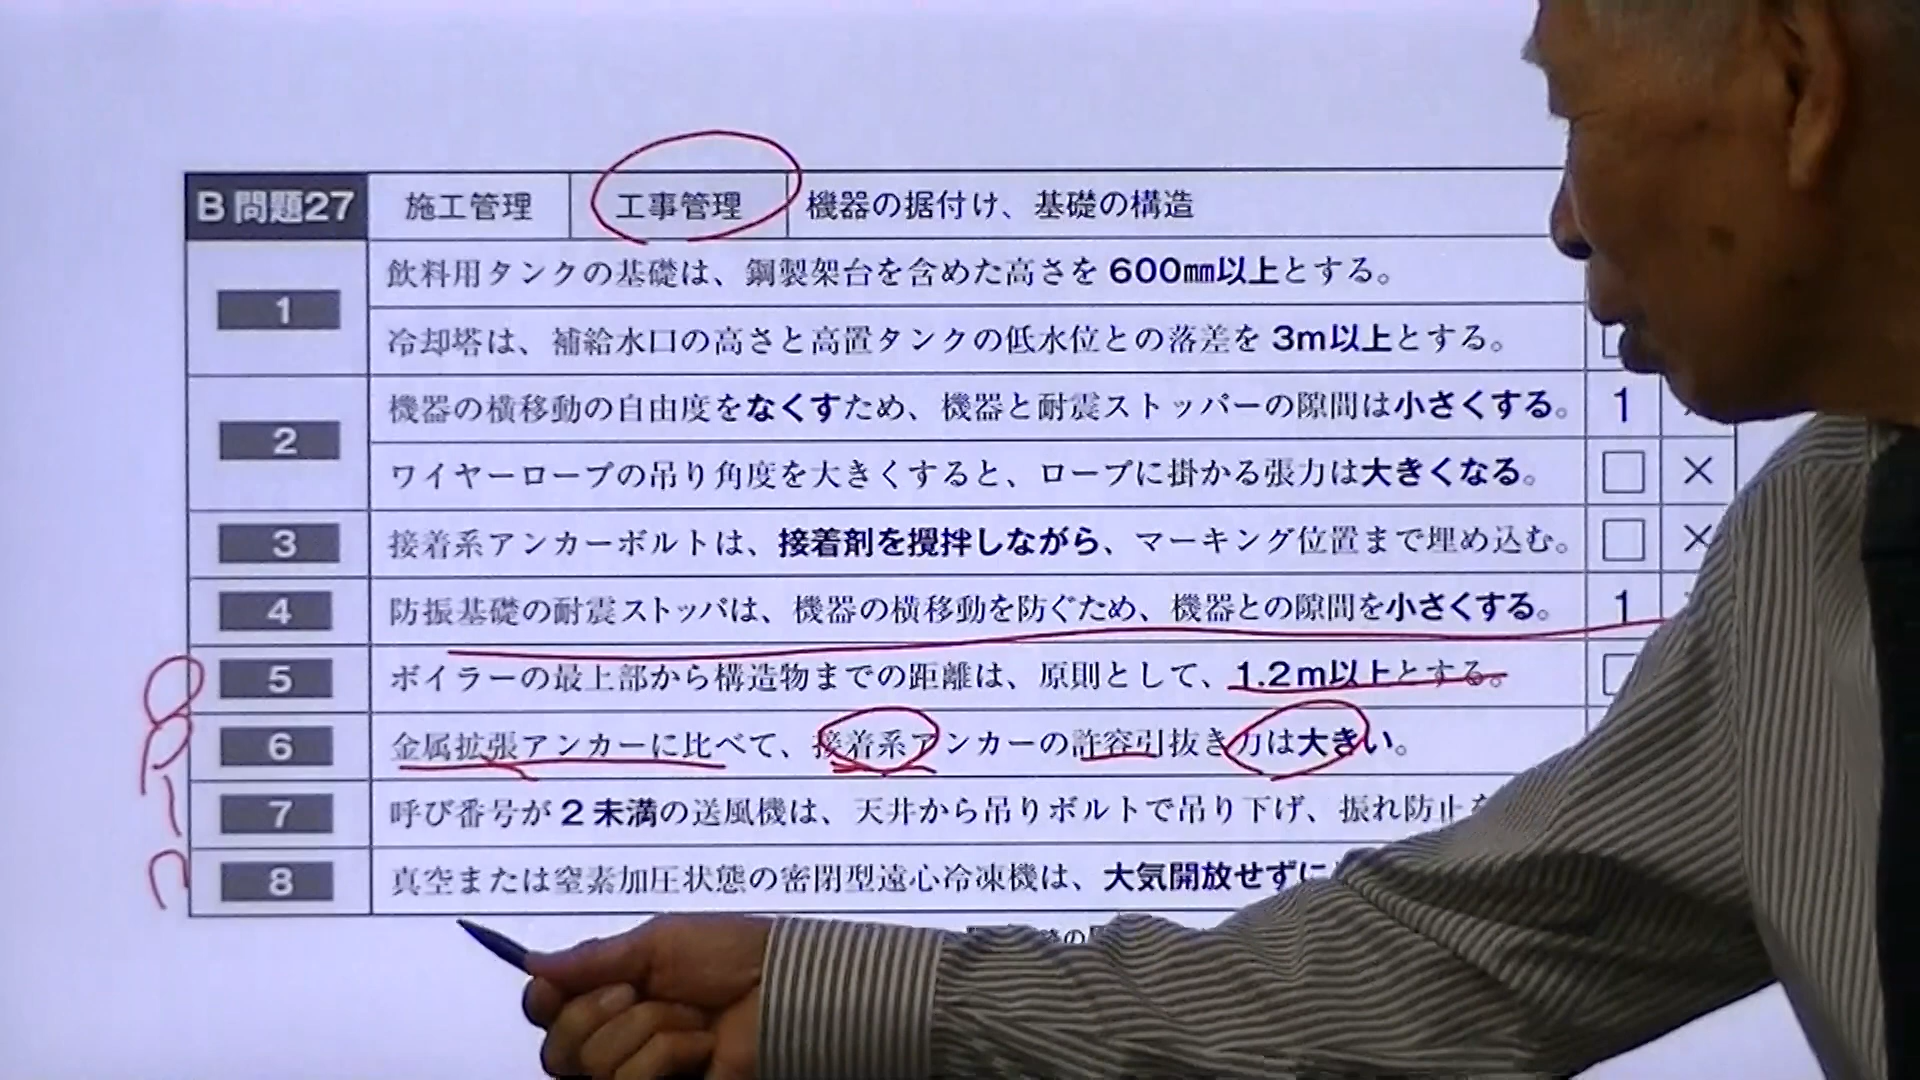 B 問題27 施工管理 工事管理 機器の据付け、基礎の構造
1 飲料用タンクの基礎は、鋼製架台を含めた高さを 600㎜以上とする。
冷却塔は、補給水口の高さと高置タンクの低水位との落差を 3m以上とする。
2 機器の横移動の自由度をなくすため、機器と耐震ストッパーの隙間は小さくする。 1
ワイヤーロープの吊り角度を大きくすると、ロープに掛かる張力は大きくなる。 □ ×
3 接着系アンカーボルトは、接着剤を攪拌しながら、マーキング位置まで埋め込む。 □ ×
4 防振基礎の耐震ストッパは、機器の横移動を防ぐため、機器との隙間を小さくする。 1
5 ボイラーの最上部から構造物までの距離は、原則として、1.2m以上とする。
6 金属拡張アンカーに比べて、接着系アンカーの許容引抜き力は大きい。
7 呼び番号が 2 未満の送風機は、天井から吊りボルトで吊り下げ、振れ防止
8 真空または窒素加圧状態の密閉型遠心冷凍機は、大気開放せずに